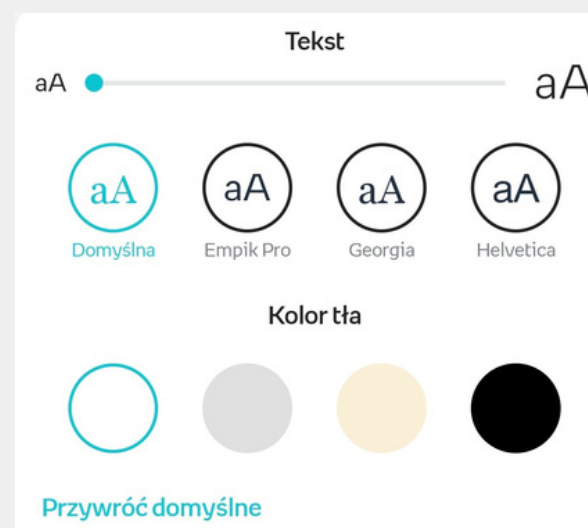 Tekst
aA aA
aA aA aA aA
Domyślna Empik Pro Georgia Helvetica
Kolor tła
Przywróć domyślne